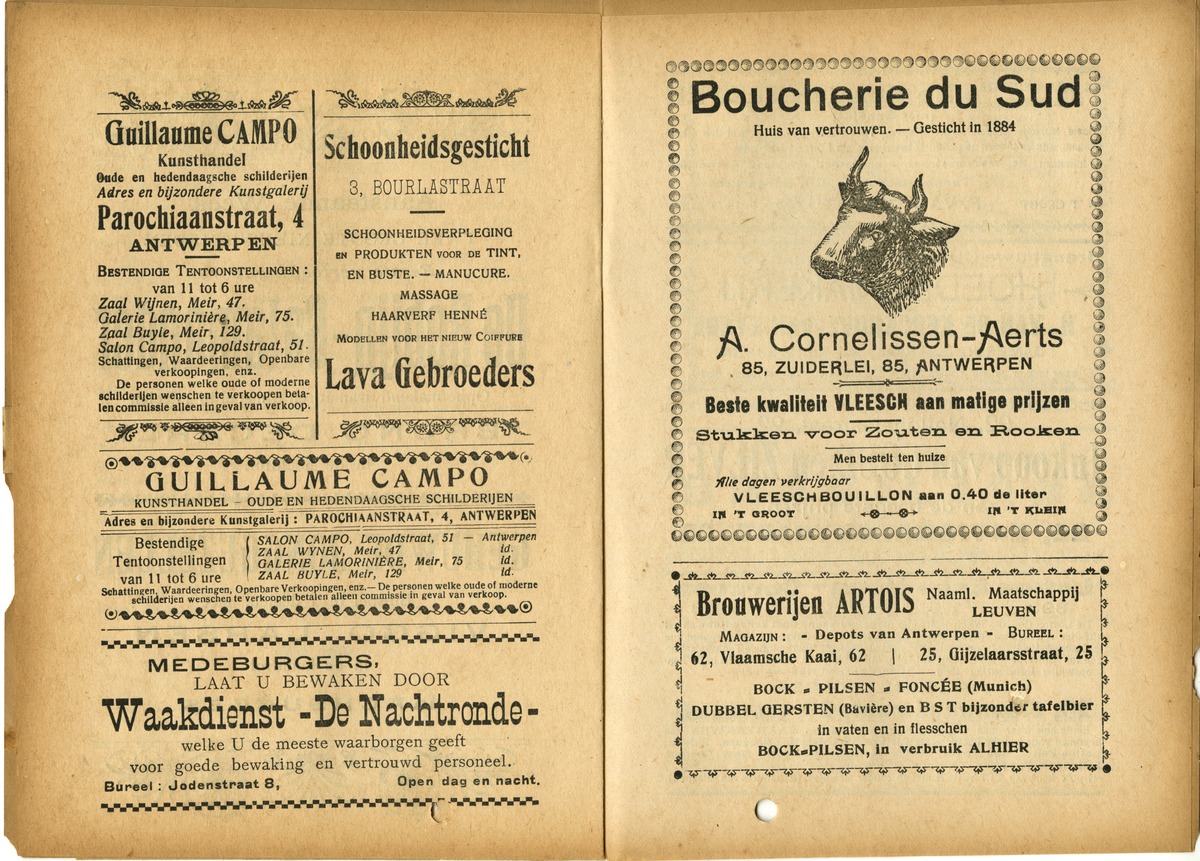 Guillaume CAMPO
Kunsthandel
Oude en hedendaagsche schilderijen
Adres en bijzondere Kunstgalerij
Parochiaanstraat, 4
ANTWERPEN
BESTENDIGE TENTOONSTELLINGEN :
van 11 tot 6 ure
Zaal Wijnen, Meir, 47.
Galerie Lamorinière, Meir, 75.
Zaal Buyle, Meir, 129.
Salon Campo, Leopoldstraat, 51.
Schattingen, Waardeeringen, Openbare
verkoopingen, enz.
De personen welke oude of moderne
schilderijen wenschen te verkoopen beta-
len commissie alleen in geval van verkoop.
Schoonheidsgesticht
3, BOURLASTRAAT
SCHOONHEIDSVERPLEGING
EN PRODUKTEN VOOR DE TINT,
EN BUSTE. — MANUCURE.
MASSAGE
HAARVERF HENNÉ
MODELLEN VOOR HET NIEUW COIFFURE
Lava Gebroeders
GUILLAUME CAMPO
KUNSTHANDEL – OUDE EN HEDENDAAGSCHE SCHILDERIJEN
Adres en bijzondere Kunstgalerij : PAROCHIAANSTRAAT, 4, ANTWERPEN
Bestendige
Tentoonstellingen
van 11 tot 6 ure
SALON CAMPO, Leopoldstraat, 51 — Antwerpen
ZAAL WYNEN, Meir, 47 id.
GALERIE LAMORINIÈRE, Meir, 75 id.
ZAAL BUYLE, Meir, 129 id.
Schattingen, Waardeeringen, Openbare Verkoopingen, enz. — De personen welke oude of moderne
schilderijen wenschen te verkoopen betalen alleen commissie in geval van verkoop.
MEDEBURGERS,
LAAT U BEWAKEN DOOR
Waakdienst -De Nachtronde-
welke U de meeste waarborgen geeft
voor goede bewaking en vertrouwd personeel.
Bureel : Jodenstraat 8, Open dag en nacht.
Boucherie du Sud
Huis van vertrouwen. — Gesticht in 1884
A. Cornelissen-Aerts
85, ZUIDERLEI, 85, ANTWERPEN
Beste kwaliteit VLEESCH aan matige prijzen
Stukken voor Zouten en Rooken
Men bestelt ten huize
Alle dagen verkrijgbaar
VLEESCHBOUILLON aan 0.40 de liter
IN 'T GROOT IN 'T KLEIN
Brouwerijen ARTOIS Naaml. Maatschappij
LEUVEN
MAGAZIJN : - Depots van Antwerpen - BUREEL :
62, Vlaamsche Kaai, 62 | 25, Gijzelaarsstraat, 25
BOCK - PILSEN - FONCÉE (Munich)
DUBBEL GERSTEN (Bavière) en B S T bijzonder tafelbier
in vaten en in flesschen
BOCK-PILSEN, in verbruik ALHIER